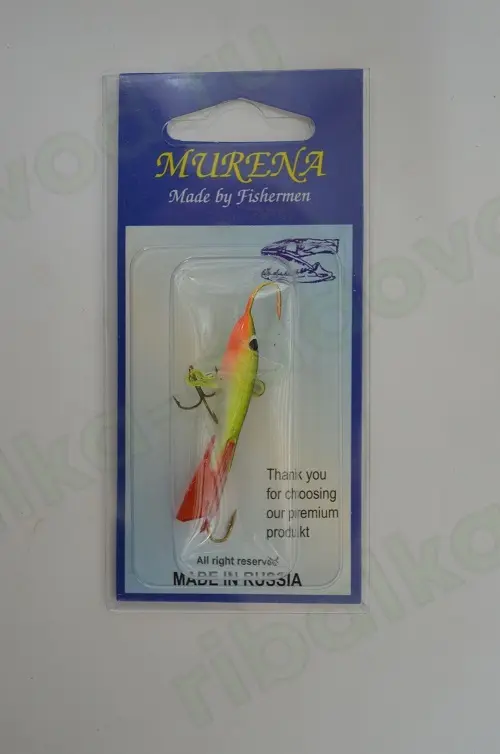 MURENA
Made by Fishermen
Thank you
for choosing
our premium
produkt
All right reserved
MADE IN RUSSIA